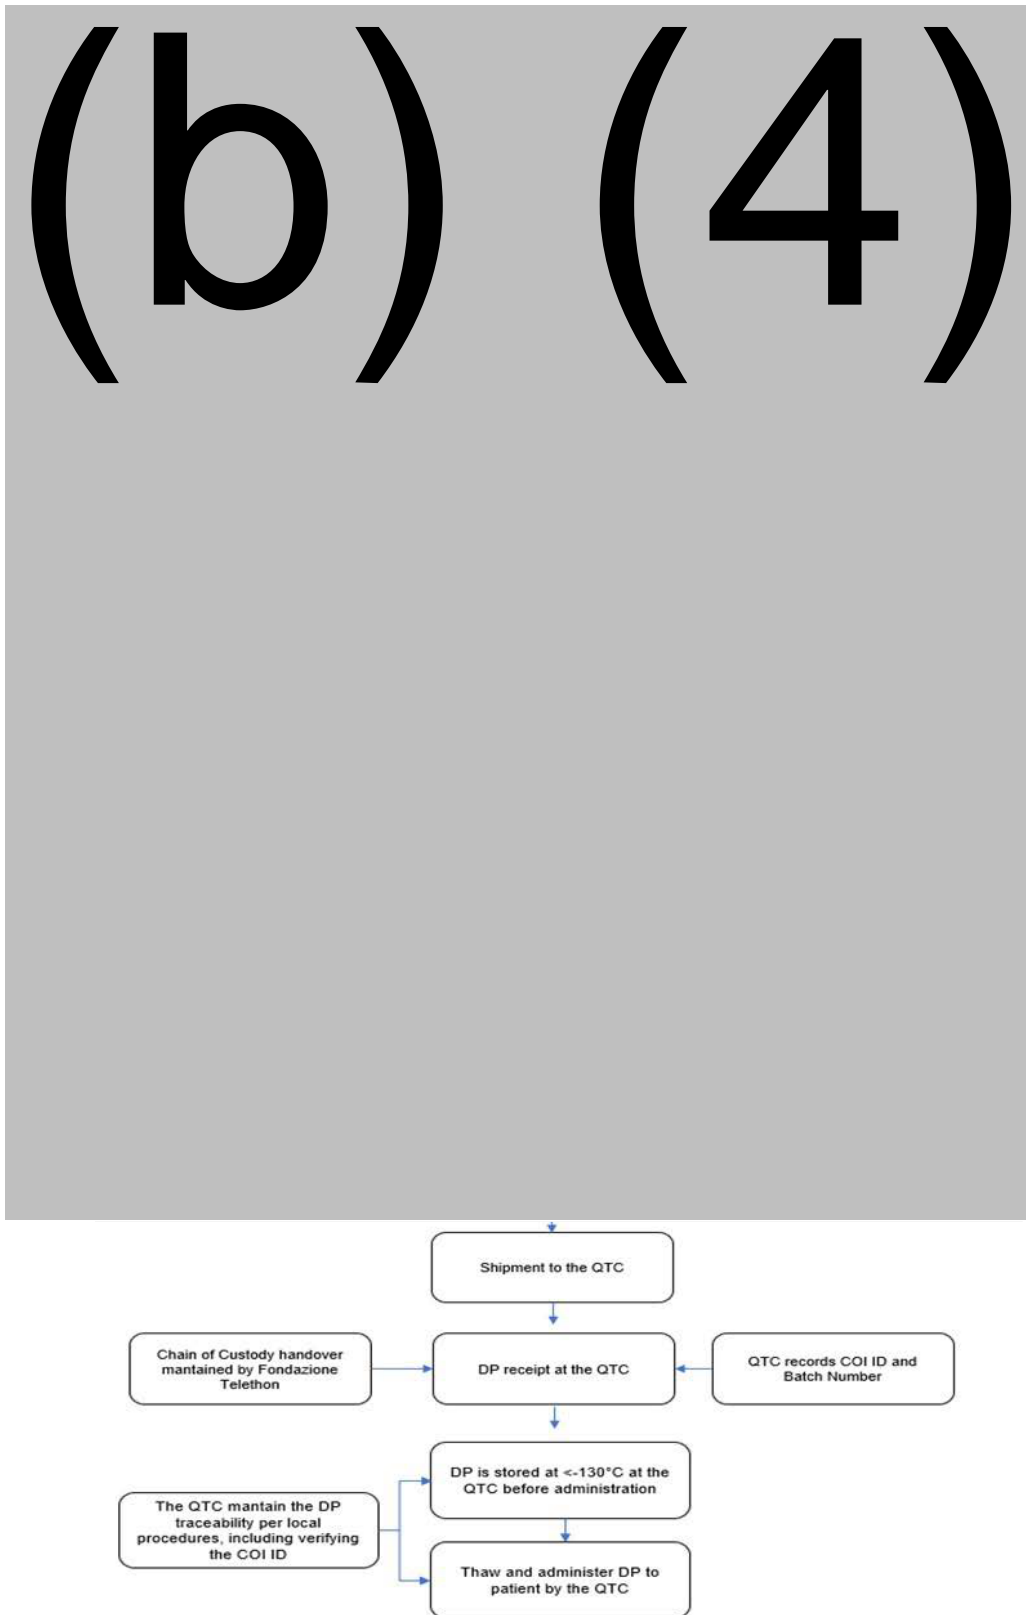 (b) (4)
Shipment to the QTC
Chain of Custody handover
mantained by Fondazione
Telethon
DP receipt at the QTC
QTC records COI ID and
Batch Number
DP is stored at <-130°C at the
QTC before administration
The QTC mantain the DP
traceability per local
procedures, including verifying
the COI ID
Thaw and administer DP to
patient by the QTC